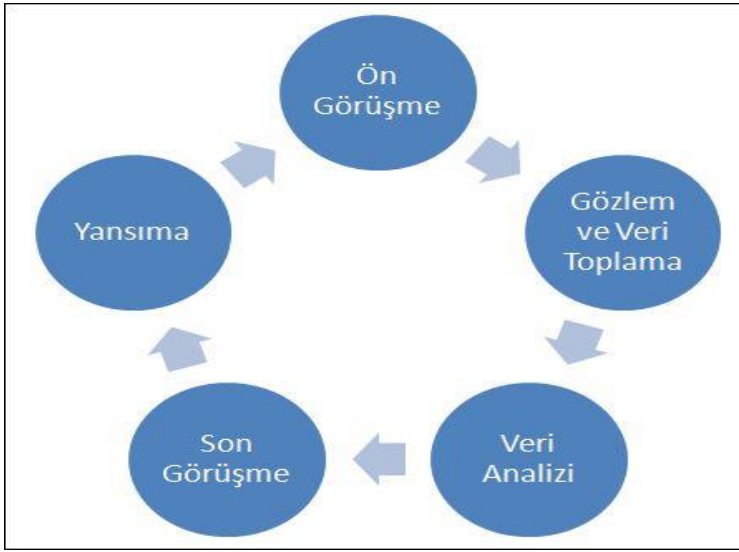 Ön
Görüşme
Gözlem
ve Veri
Toplama
Veri
Analizi
Son
Görüşme
Yansıma